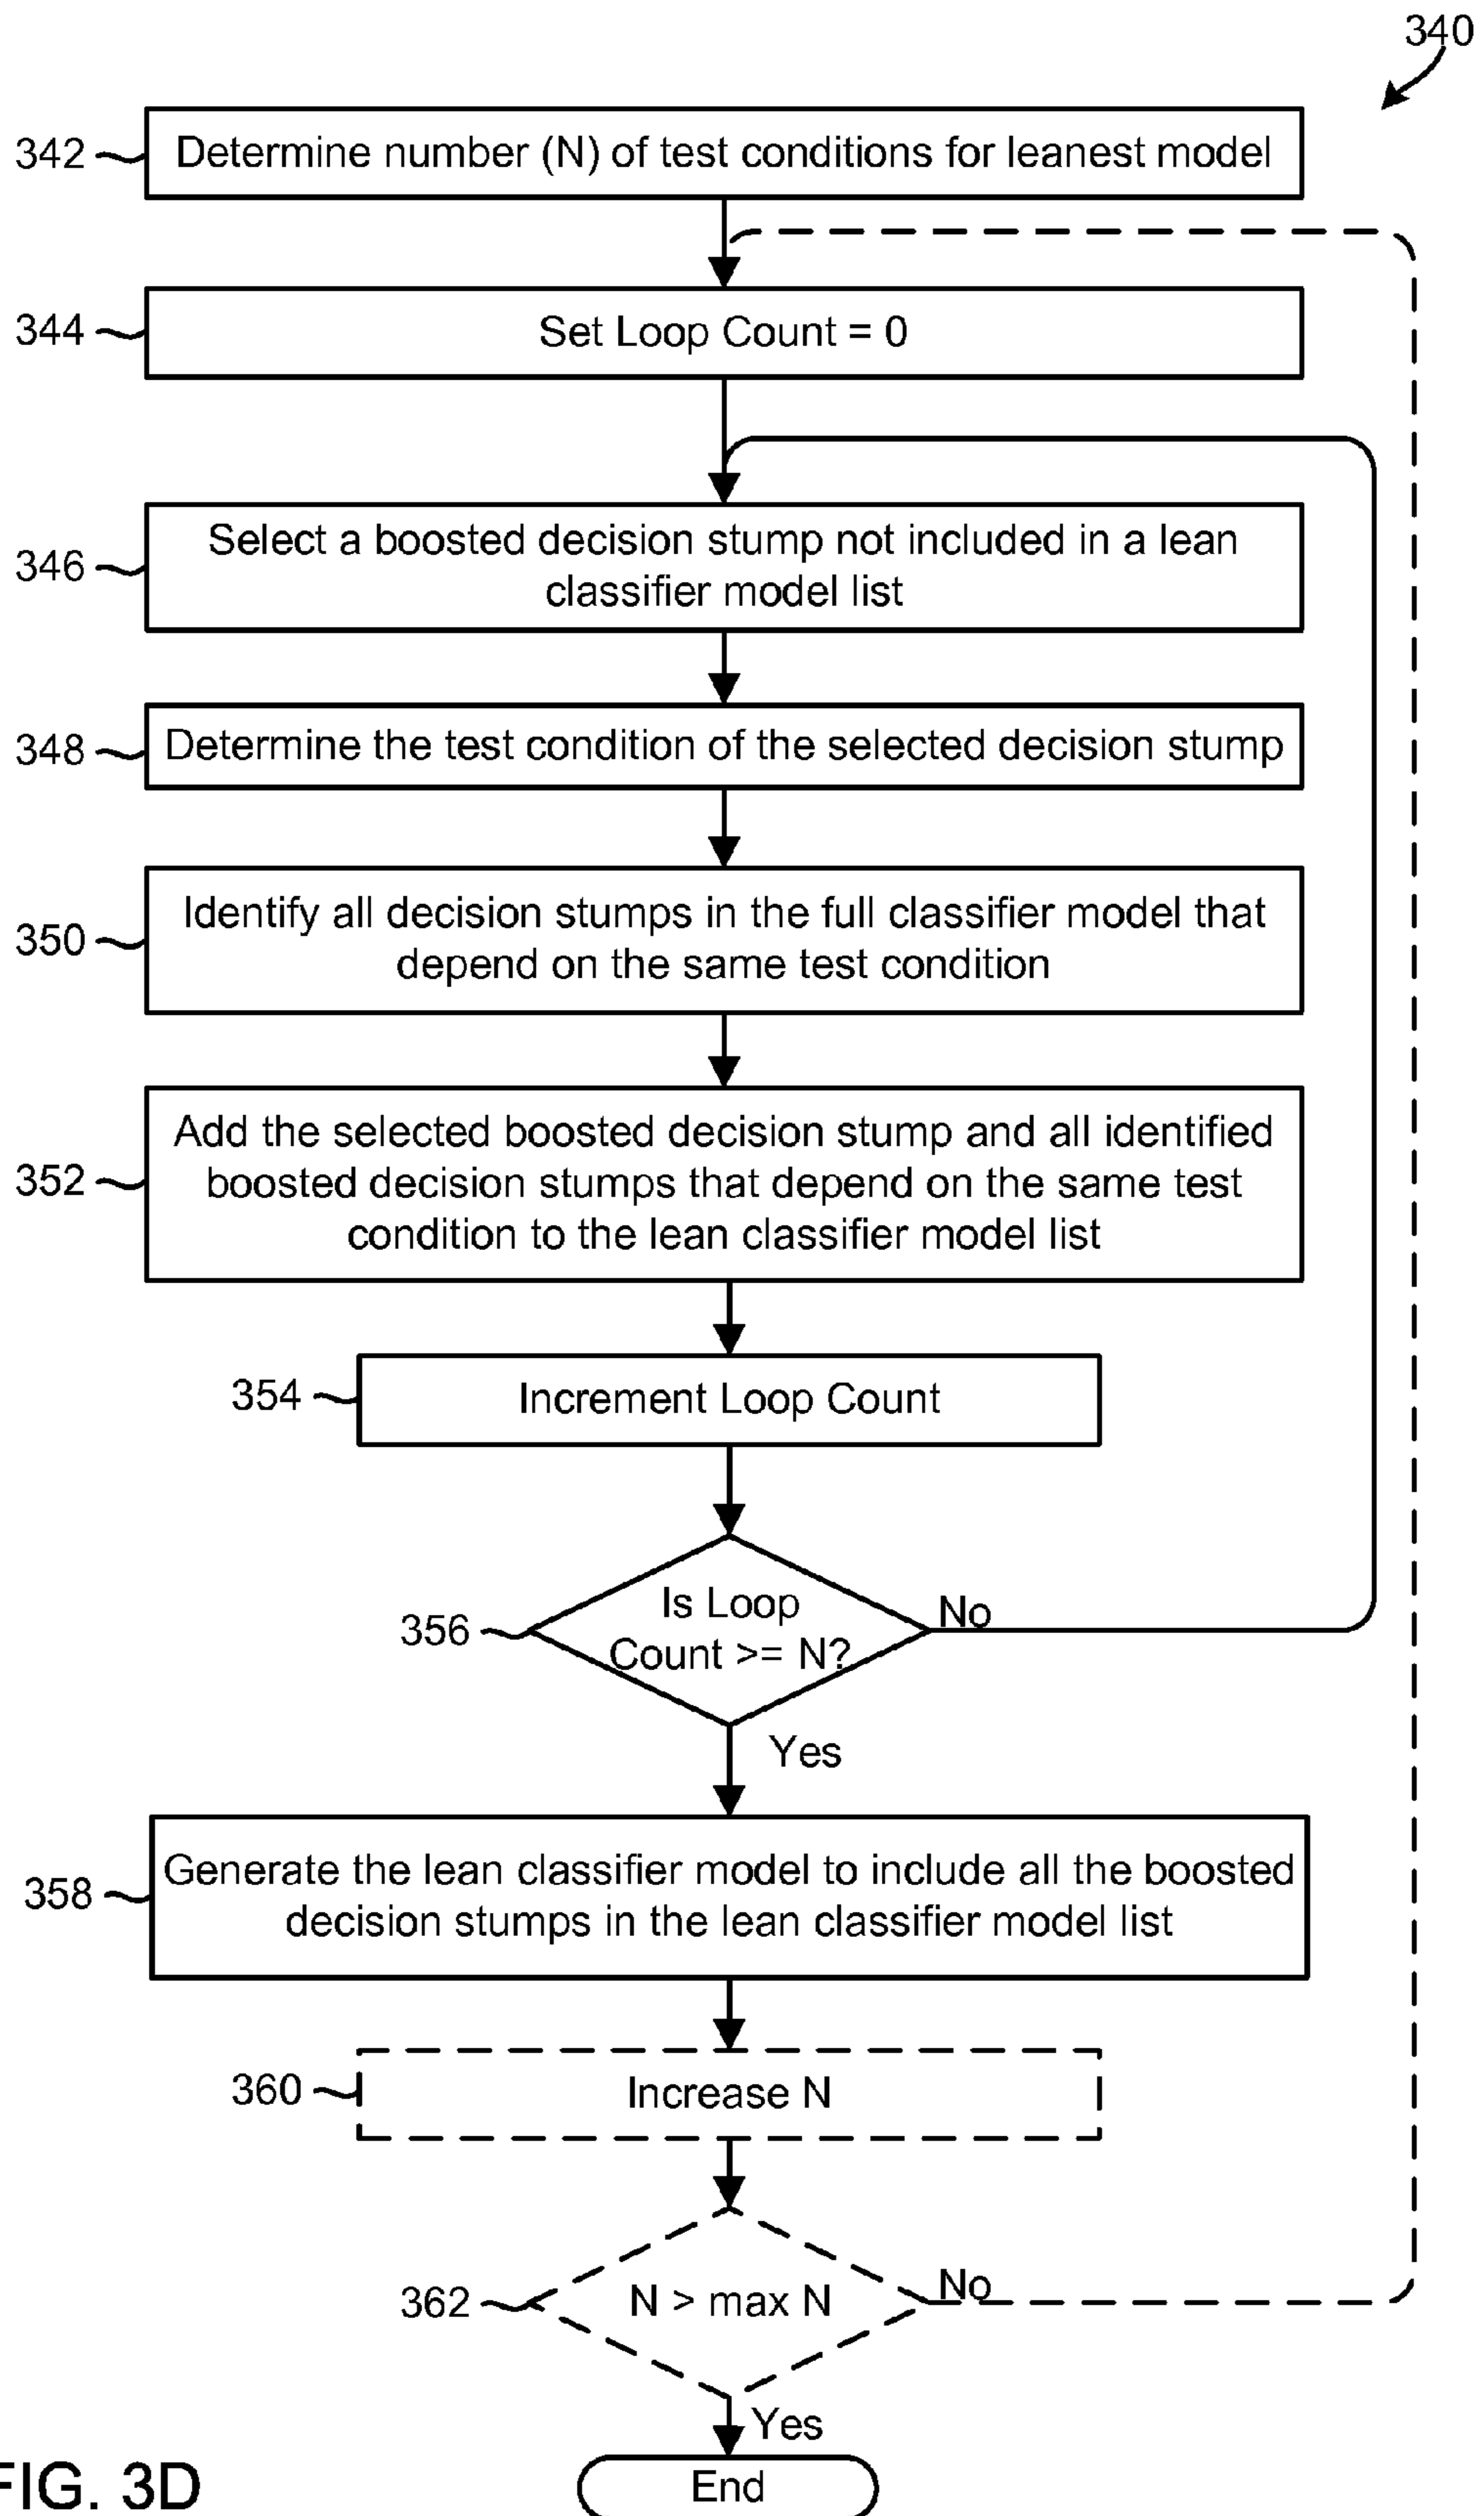 340
342
Determine number (N) of test conditions for leanest model
344
Set Loop Count = 0
346
Select a boosted decision stump not included in a lean
classifier model list
348
Determine the test condition of the selected decision stump
350
Identify all decision stumps in the full classifier model that
depend on the same test condition
352
Add the selected boosted decision stump and all identified
boosted decision stumps that depend on the same test
condition to the lean classifier model list
354
Increment Loop Count
356
Is Loop
Count >= N?
No
Yes
358
Generate the lean classifier model to include all the boosted
decision stumps in the lean classifier model list
360
Increase N
362
N > max N
No
Yes
End
FIG. 3D